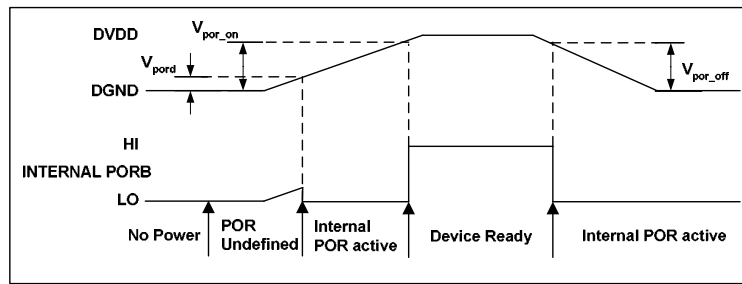 DVDD
V_por_on
V_pord
DGND
V_por_off
HI
INTERNAL PORB
LO
No Power
POR
Undefined
Internal
POR active
Device Ready
Internal POR active